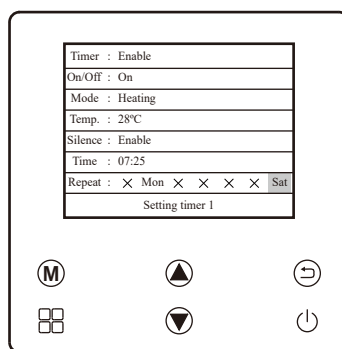 Timer : Enable
On/Off : On
Mode : Heating
Temp. : 28ºC
Silence : Enable
Time : 07:25
Repeat : × Mon × × × × Sat
Setting timer 1
M